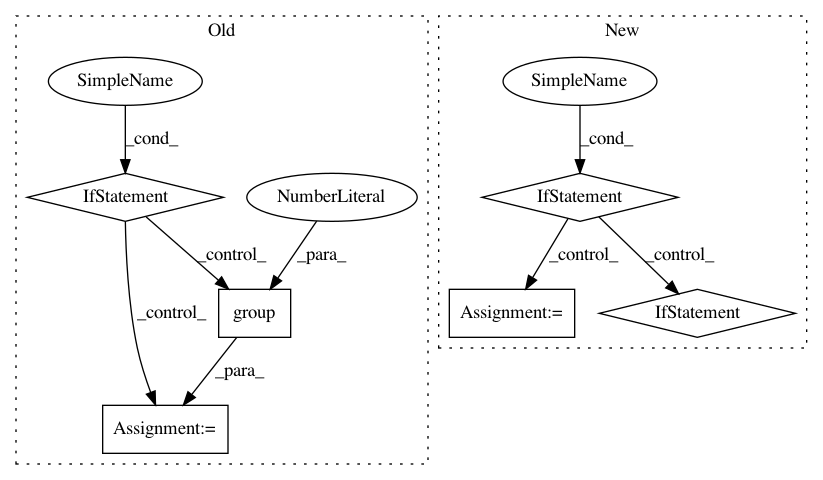 Old
New
SimpleName
SimpleName
_cond_
_cond_
IfStatement
NumberLiteral
IfStatement
_control_
_para_
_control_
_control_
_control_
group
Assignment:=
IfStatement
_para_
Assignment:=